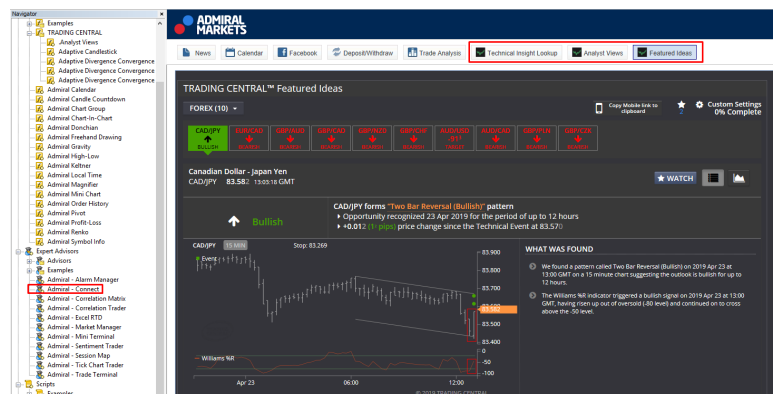 Navigator
Examples
TRADING CENTRAL
.Analyst Views
Adaptive Candlestick
Adaptive Divergence Convergence
Adaptive Divergence Convergence
Adaptive Divergence Convergence
Admiral Calendar
Admiral Candle Countdown
Admiral Chart Group
Admiral Chart-In-Chart
Admiral Donchian
Admiral Freehand Drawing
Admiral Gravity
Admiral High-Low
Admiral Keltner
Admiral Local Time
Admiral Magnifier
Admiral Mini Chart
Admiral Order History
Admiral Pivot
Admiral Profit-Loss
Admiral Renko
Admiral Symbol Info
Expert Advisors
Advisors
Examples
Admiral - Alarm Manager
Admiral - Connect
Admiral - Correlation Matrix
Admiral - Correlation Trader
Admiral - Excel RTD
Admiral - Market Manager
Admiral - Mini Terminal
Admiral - Sentiment Trader
Admiral - Session Map
Admiral - Tick Chart Trader
Admiral - Trade Terminal
Scripts
Examples
ADMIRAL
MARKETS
News Calendar Facebook Deposit/Withdraw Trade Analysis Technical Insight Lookup Analyst Views Featured Ideas
TRADING CENTRAL™ Featured Ideas
FOREX (10)
Copy Mobile link to
clipboard
2
Custom Settings
0% Complete
CAD/JPY EUR/CAD GBP/AUD GBP/CAD GBP/NZD GBP/CHF AUD/USD AUD/CAD GBP/PLN GBP/CZK
BULLISH BEARISH BEARISH BEARISH BEARISH BEARISH TARGET BEARISH BEARISH BEARISH
Canadian Dollar - Japan Yen
CAD/JPY 83.582 13:03:18 GMT
WATCH
Bullish
CAD/JPY forms "Two Bar Reversal (Bullish)" pattern
Opportunity recognized 23 Apr 2019 for the period of up to 12 hours
+0.012 (1+ pips) price change since the Technical Event at 83.570
CAD/JPY 15 MIN Stop: 83.269
Event
83.900
83.800
83.700
83.600
83.582
83.500
83.400
Williams %R
0
-50
-100
Apr 23 06:00 12:00
© 2019 TRADING CENTRAL
WHAT WAS FOUND
We found a pattern called Two Bar Reversal (Bullish) on 2019 Apr 23 at
13:00 GMT on a 15 minute chart suggesting the outlook is bullish for up to
12 hours.
The Williams %R indicator triggered a bullish signal on 2019 Apr 23 at 13:00
GMT, having risen up out of oversold (-80 level) and continued on to cross
above the -50 level.